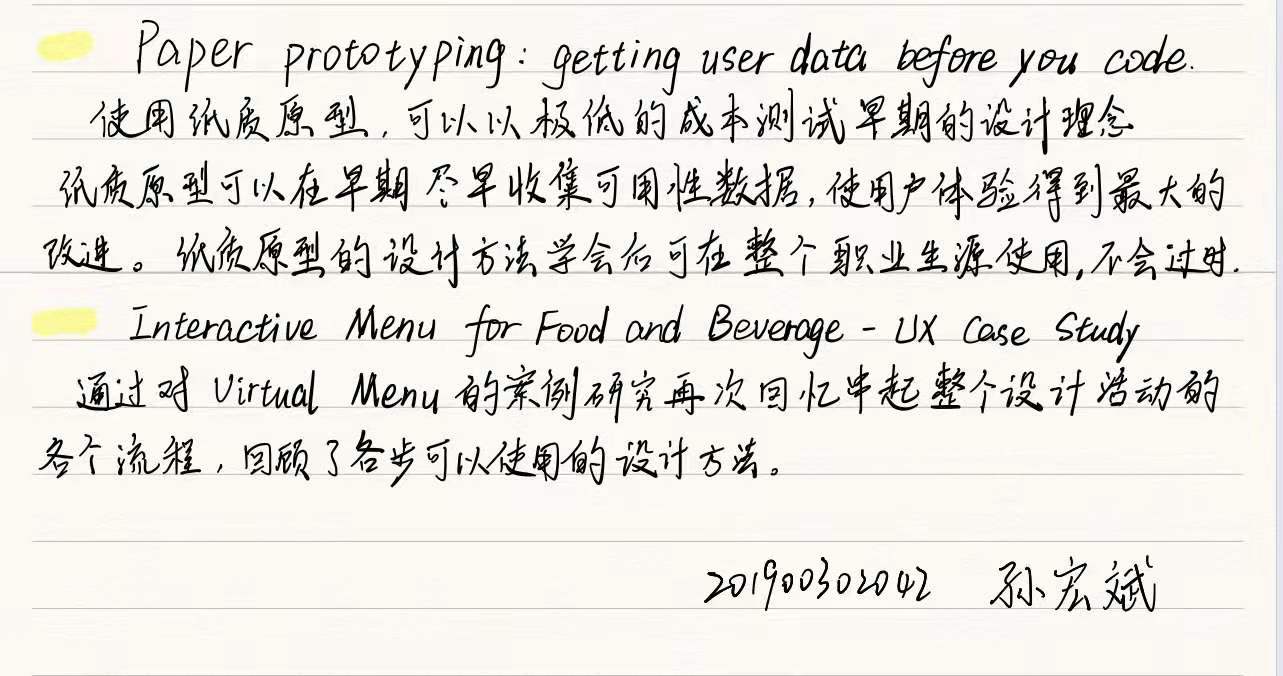 Paper prototyping: getting user data before you code.
使用纸质原型,可以以极低的成本测试早期的设计理念
纸质原型可以在早期尽早收集可用性数据,使用户体验得到最大的
改进。纸质原型的设计方法学会后可在整个职业生源使用,不会过时.
Interactive Menu for Food and Beverage - UX Case Study
通过对 Virtual Menu 的案例研究再次回忆串起整个设计活动的
各个流程,回顾了各步可以使用的设计方法。
201900302042 孙宏斌